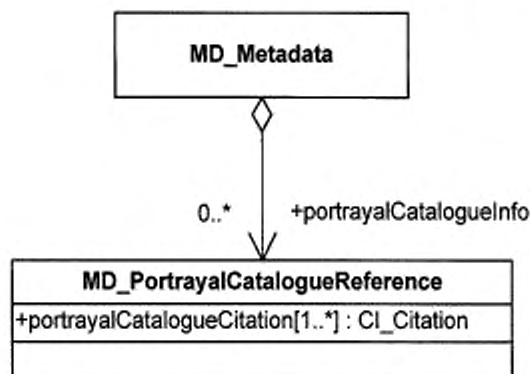 MD_Metadata
0..* +portrayalCatalogueInfo
MD_PortrayalCatalogueReference
+portrayalCatalogueCitation[1..*] : CI_Citation